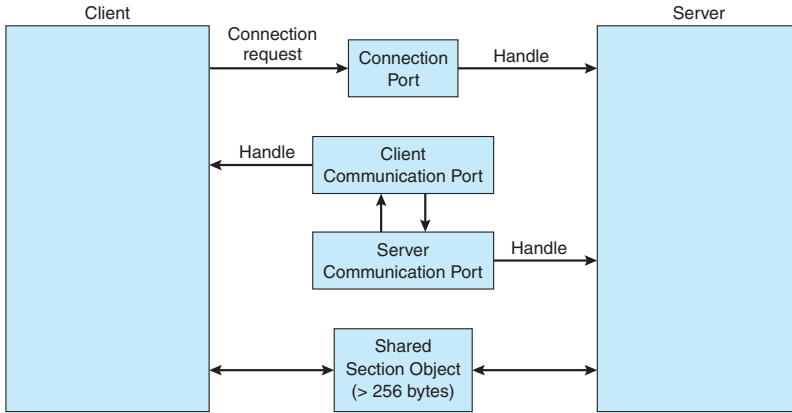 Client
Server
Connection
request
Connection
Port
Handle
Handle
Client
Communication Port
Server
Communication Port
Handle
Shared
Section Object
(> 256 bytes)